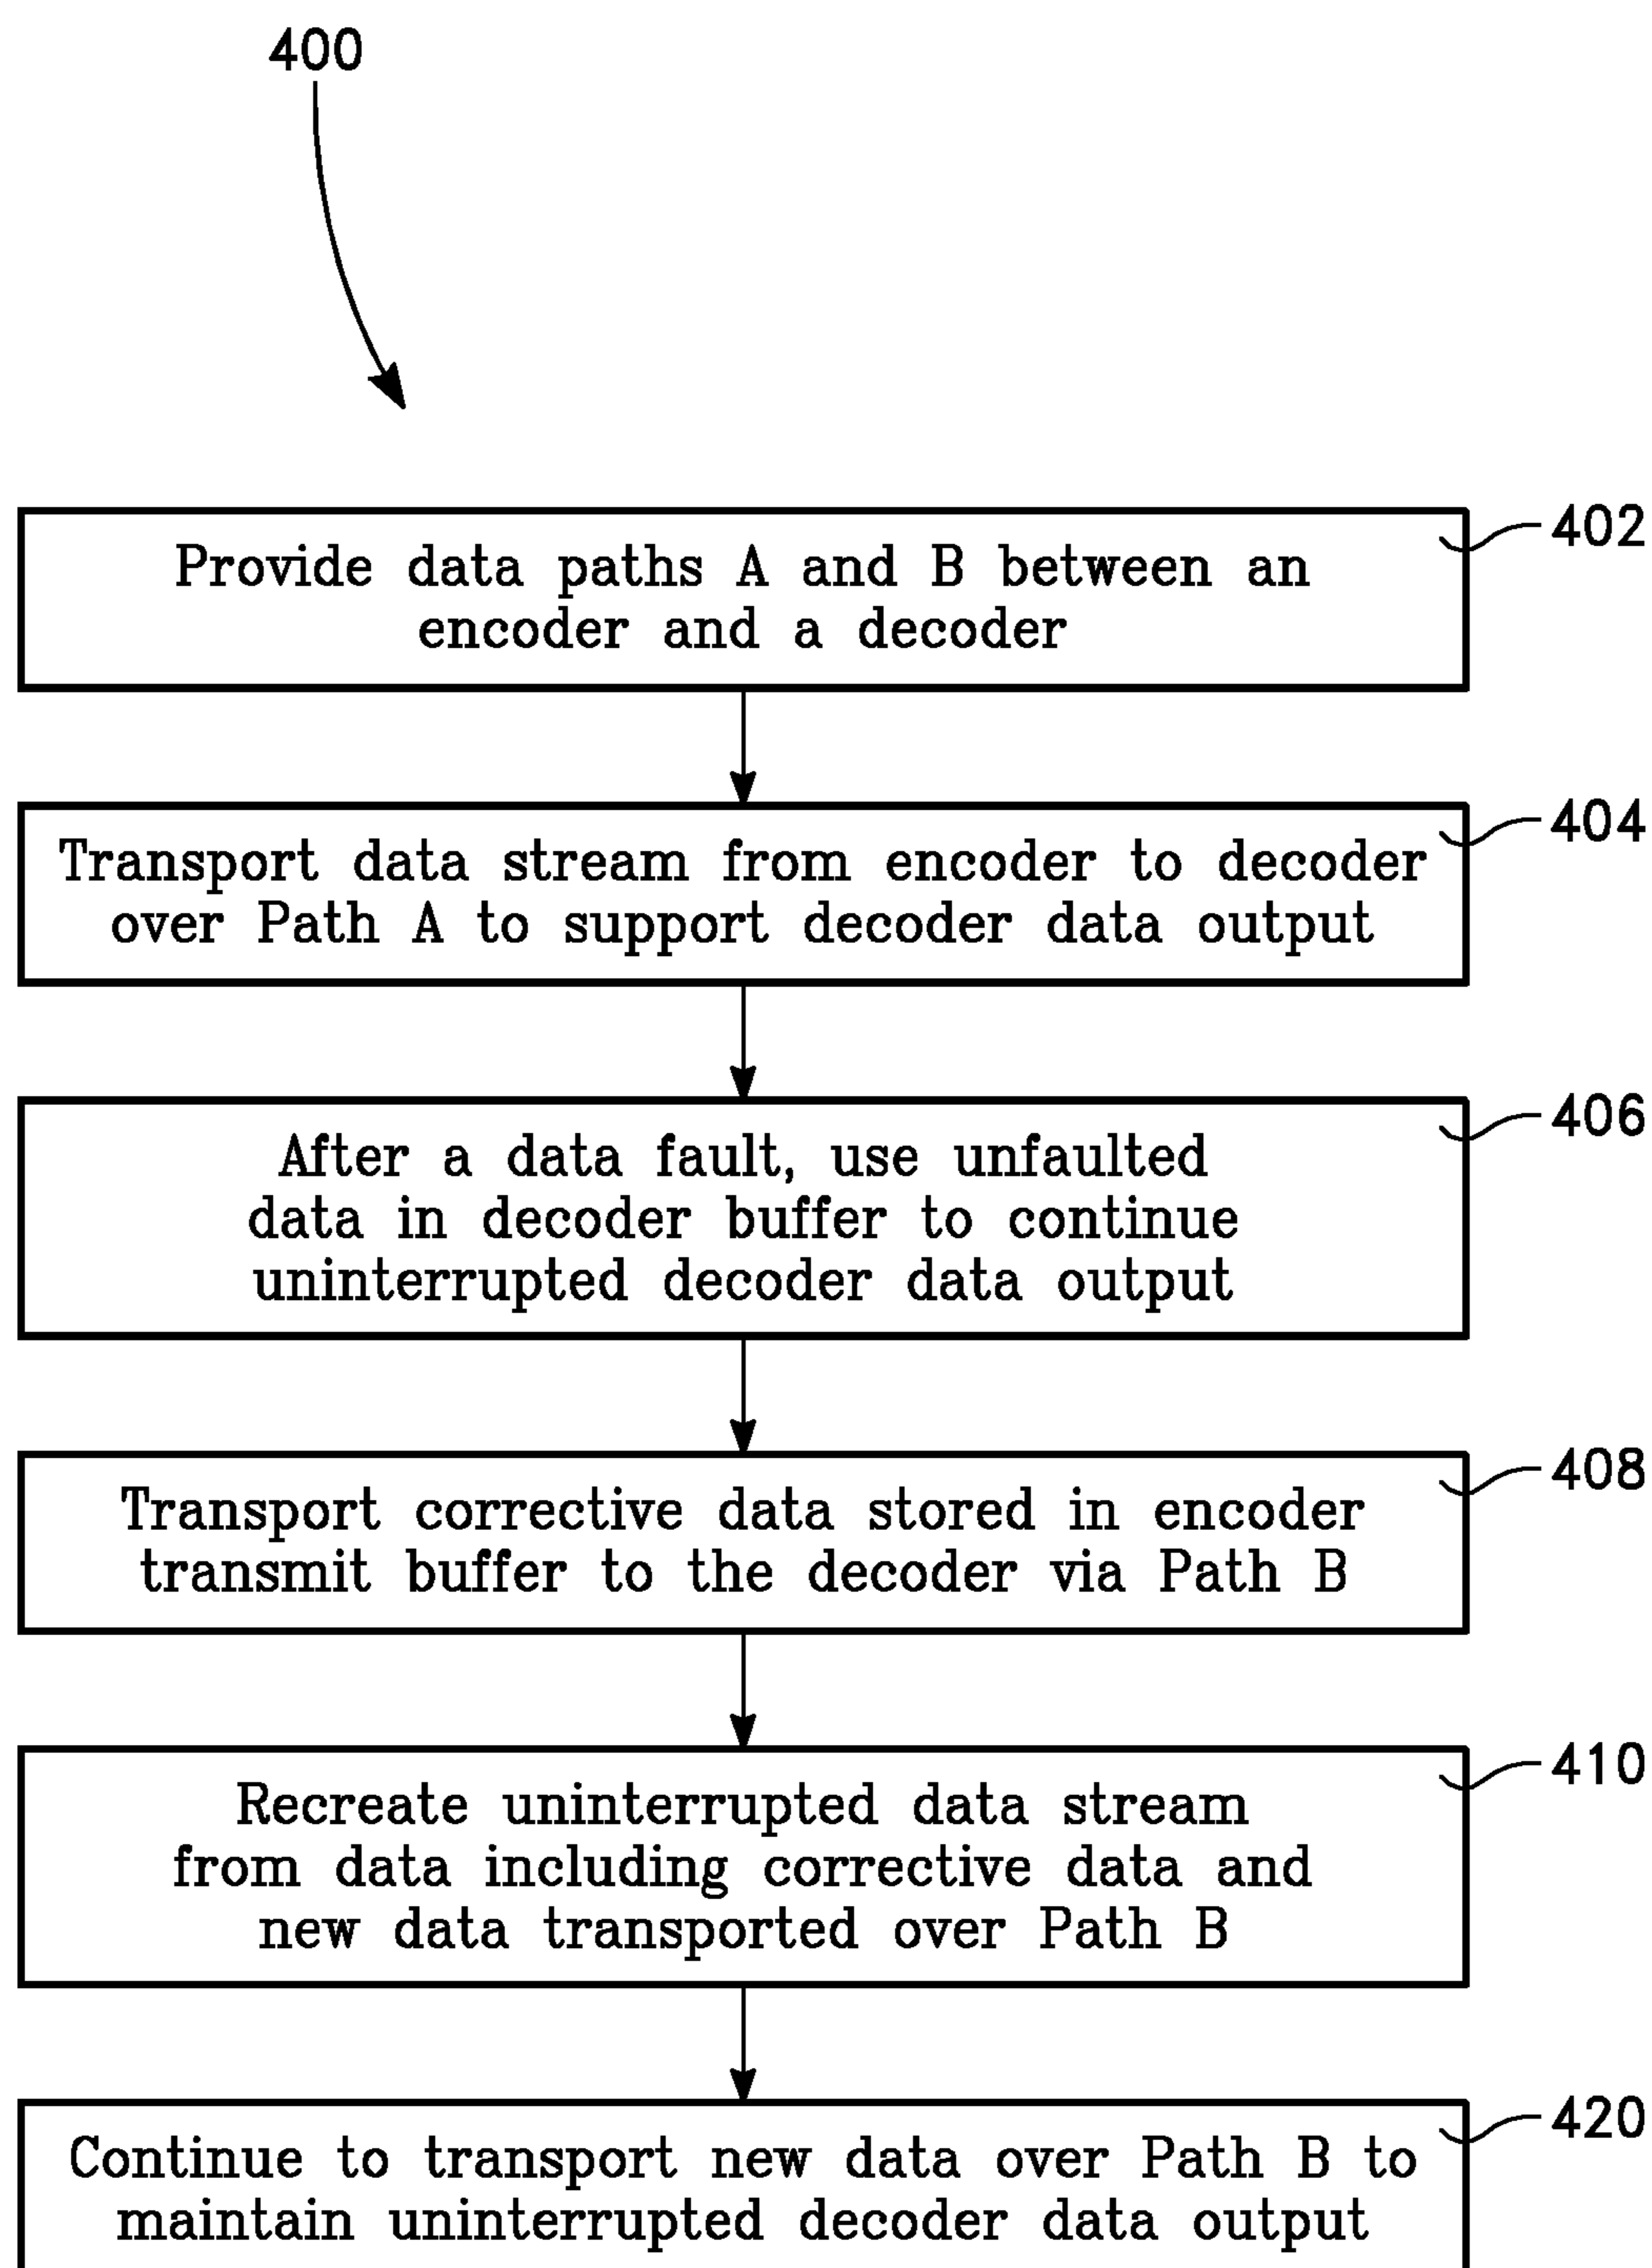 400
402
Provide data paths A and B between an
encoder and a decoder
404
Transport data stream from encoder to decoder
over Path A to support decoder data output
406
After a data fault, use unfaulted
data in decoder buffer to continue
uninterrupted decoder data output
408
Transport corrective data stored in encoder
transmit buffer to the decoder via Path B
410
Recreate uninterrupted data stream
from data including corrective data and
new data transported over Path B
420
Continue to transport new data over Path B to
maintain uninterrupted decoder data output